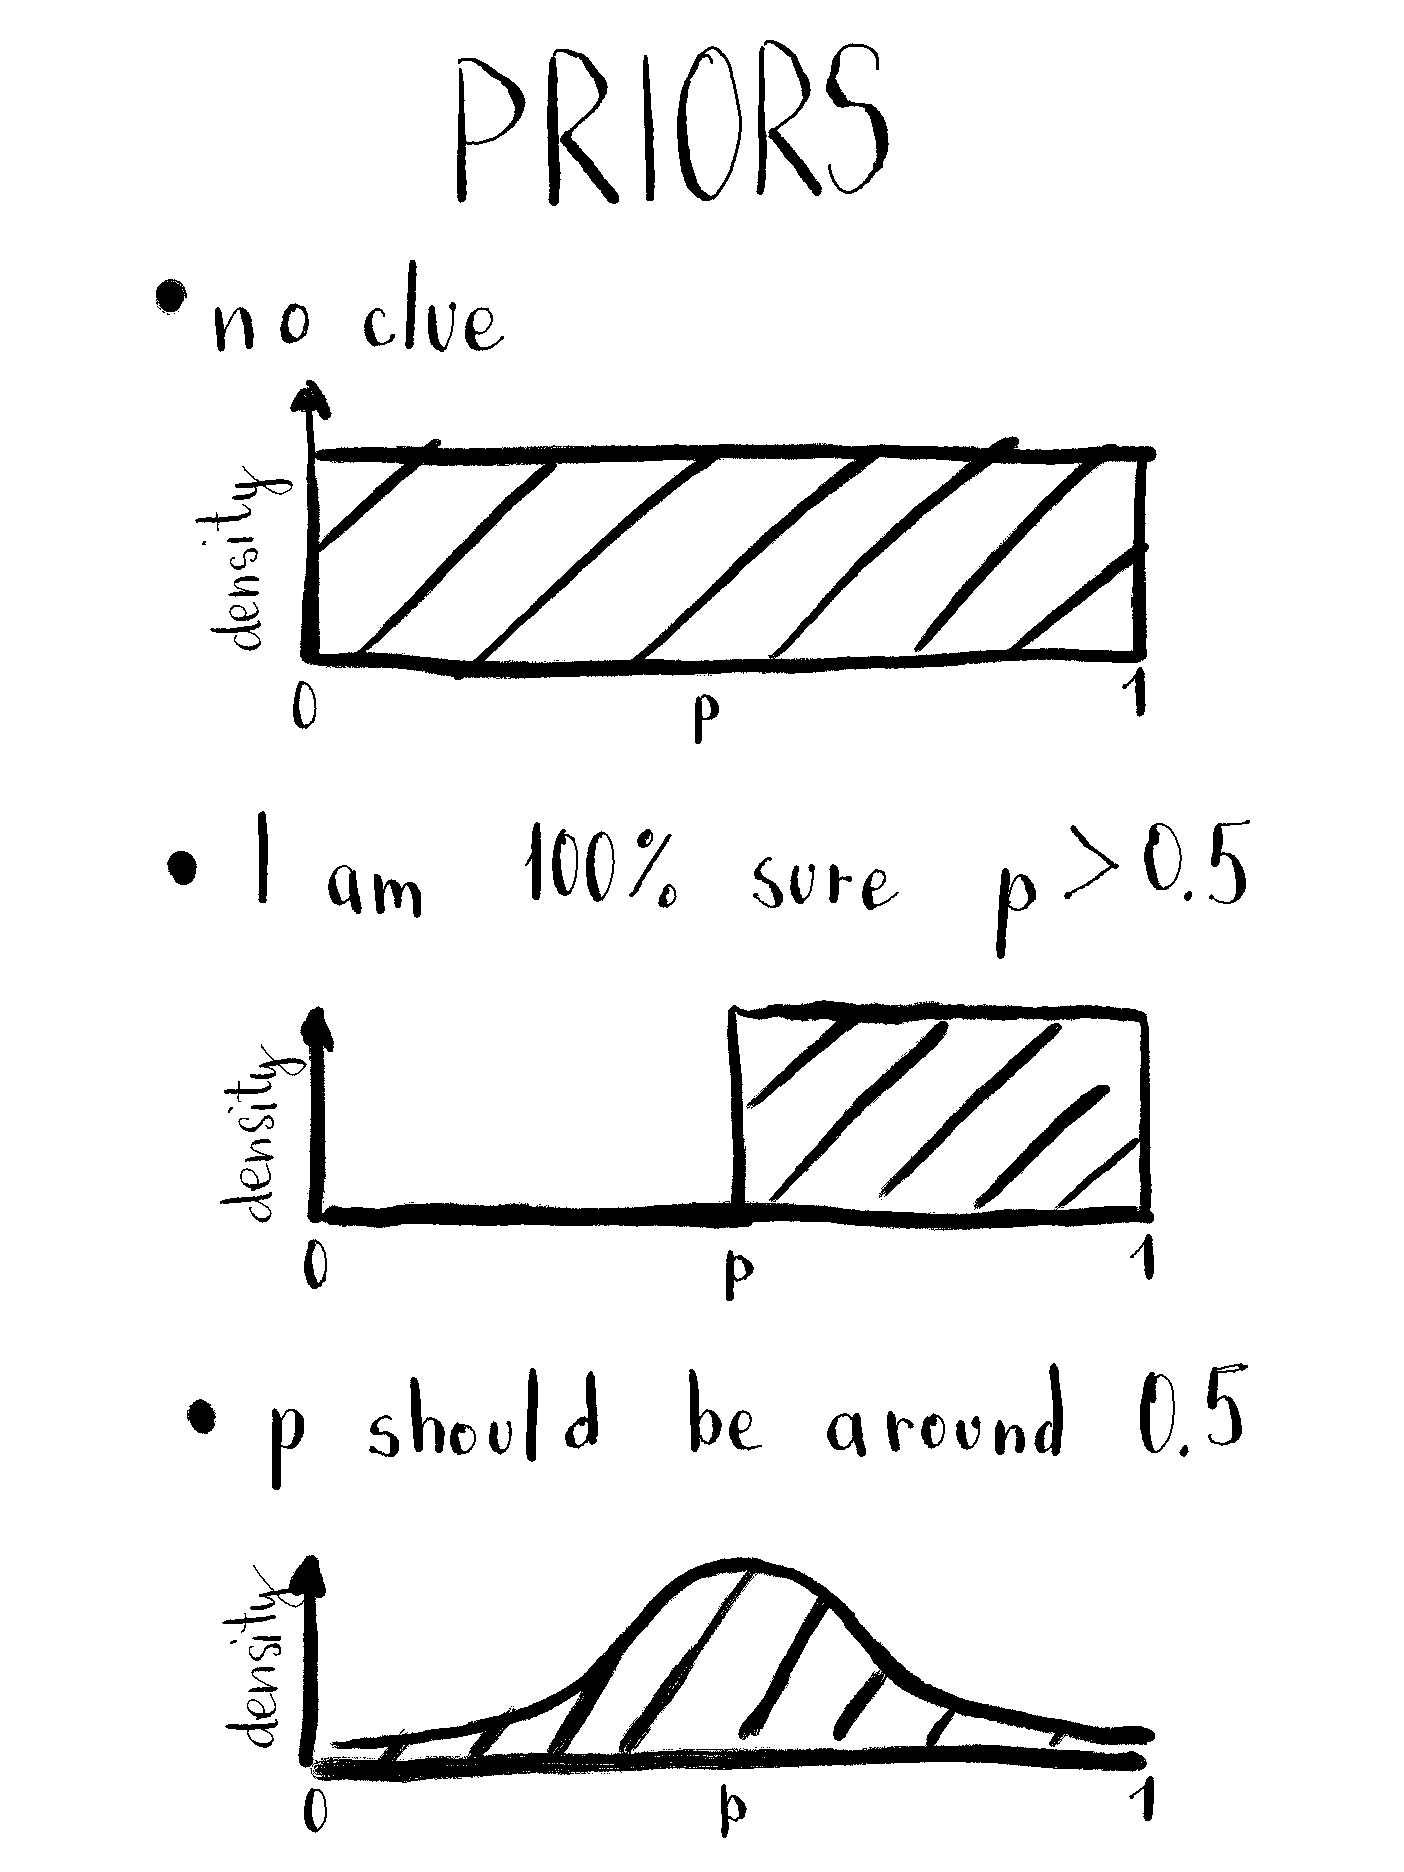 PRIORS
• no clue
density
0 p 1
• I am 100% sure p > 0.5
density
0 p 1
• p should be around 0.5
density
0 p 1